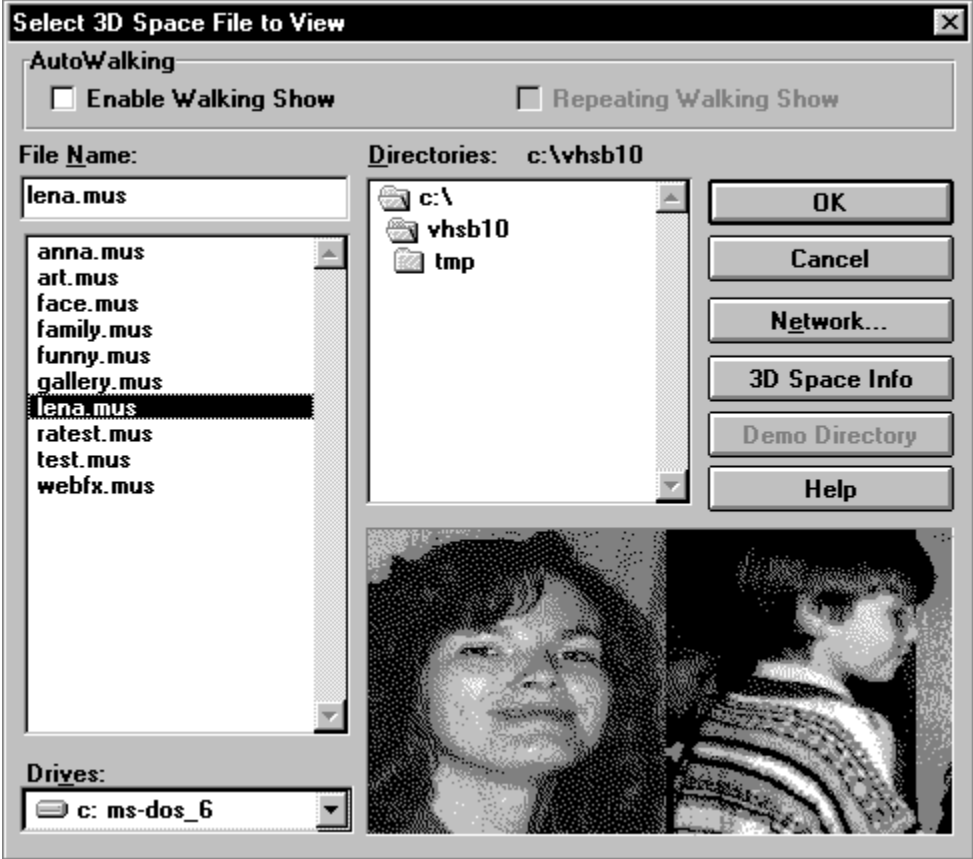 Select 3D Space File to View
AutoWalking
Enable Walking Show
Repeating Walking Show
File Name:
lena.mus
anna.mus
art.mus
face.mus
family.mus
funny.mus
gallery.mus
lena.mus
ratest.mus
test.mus
webfx.mus
Drives:
c: ms-dos_6
Directories: c:\vhsb10
c:\
vhsb10
tmp
OK
Cancel
Network...
3D Space Info
Demo Directory
Help